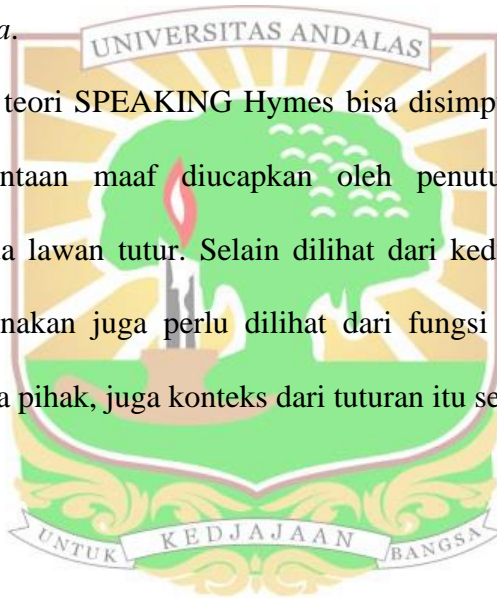 a.
UNIVERSITAS ANDALAS
teori SPEAKING Hymes bisa disimp
ntaan maaf diucapkan oleh penutu
a lawan tutur. Selain dilihat dari ked
nakan juga perlu dilihat dari fungsi
a pihak, juga konteks dari tuturan itu se
UNTUK KEDJAJAAN BANGSA